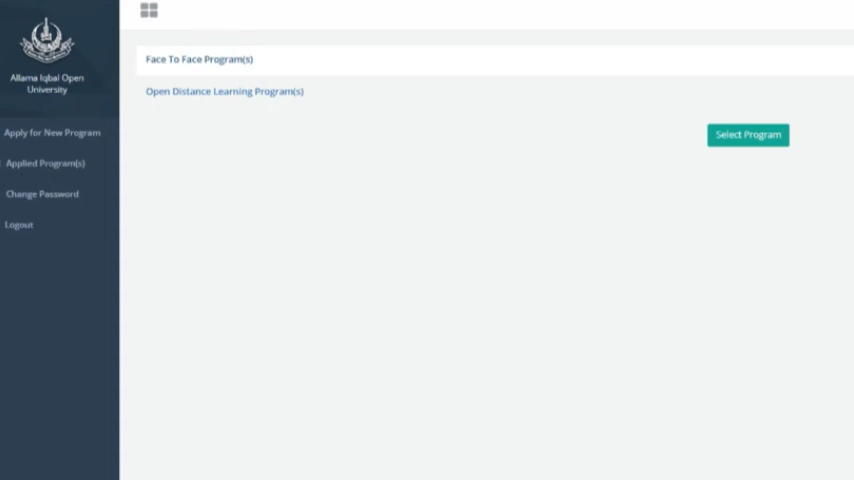 Allama Iqbal Open
University
Apply for New Program
Applied Program(s)
Change Password
Logout
Face To Face Program(s)
Open Distance Learning Program(s)
Select Program